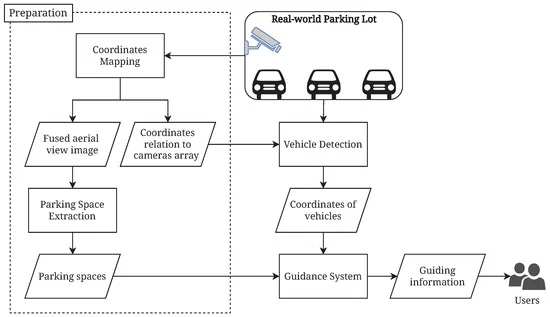 Preparation
Real-world Parking Lot
Coordinates
Mapping
Fused aerial
view image
Coordinates
relation to
cameras array
Vehicle Detection
Parking Space
Extraction
Coordinates of
vehicles
Parking spaces
Guidance System
Guiding
information
Users